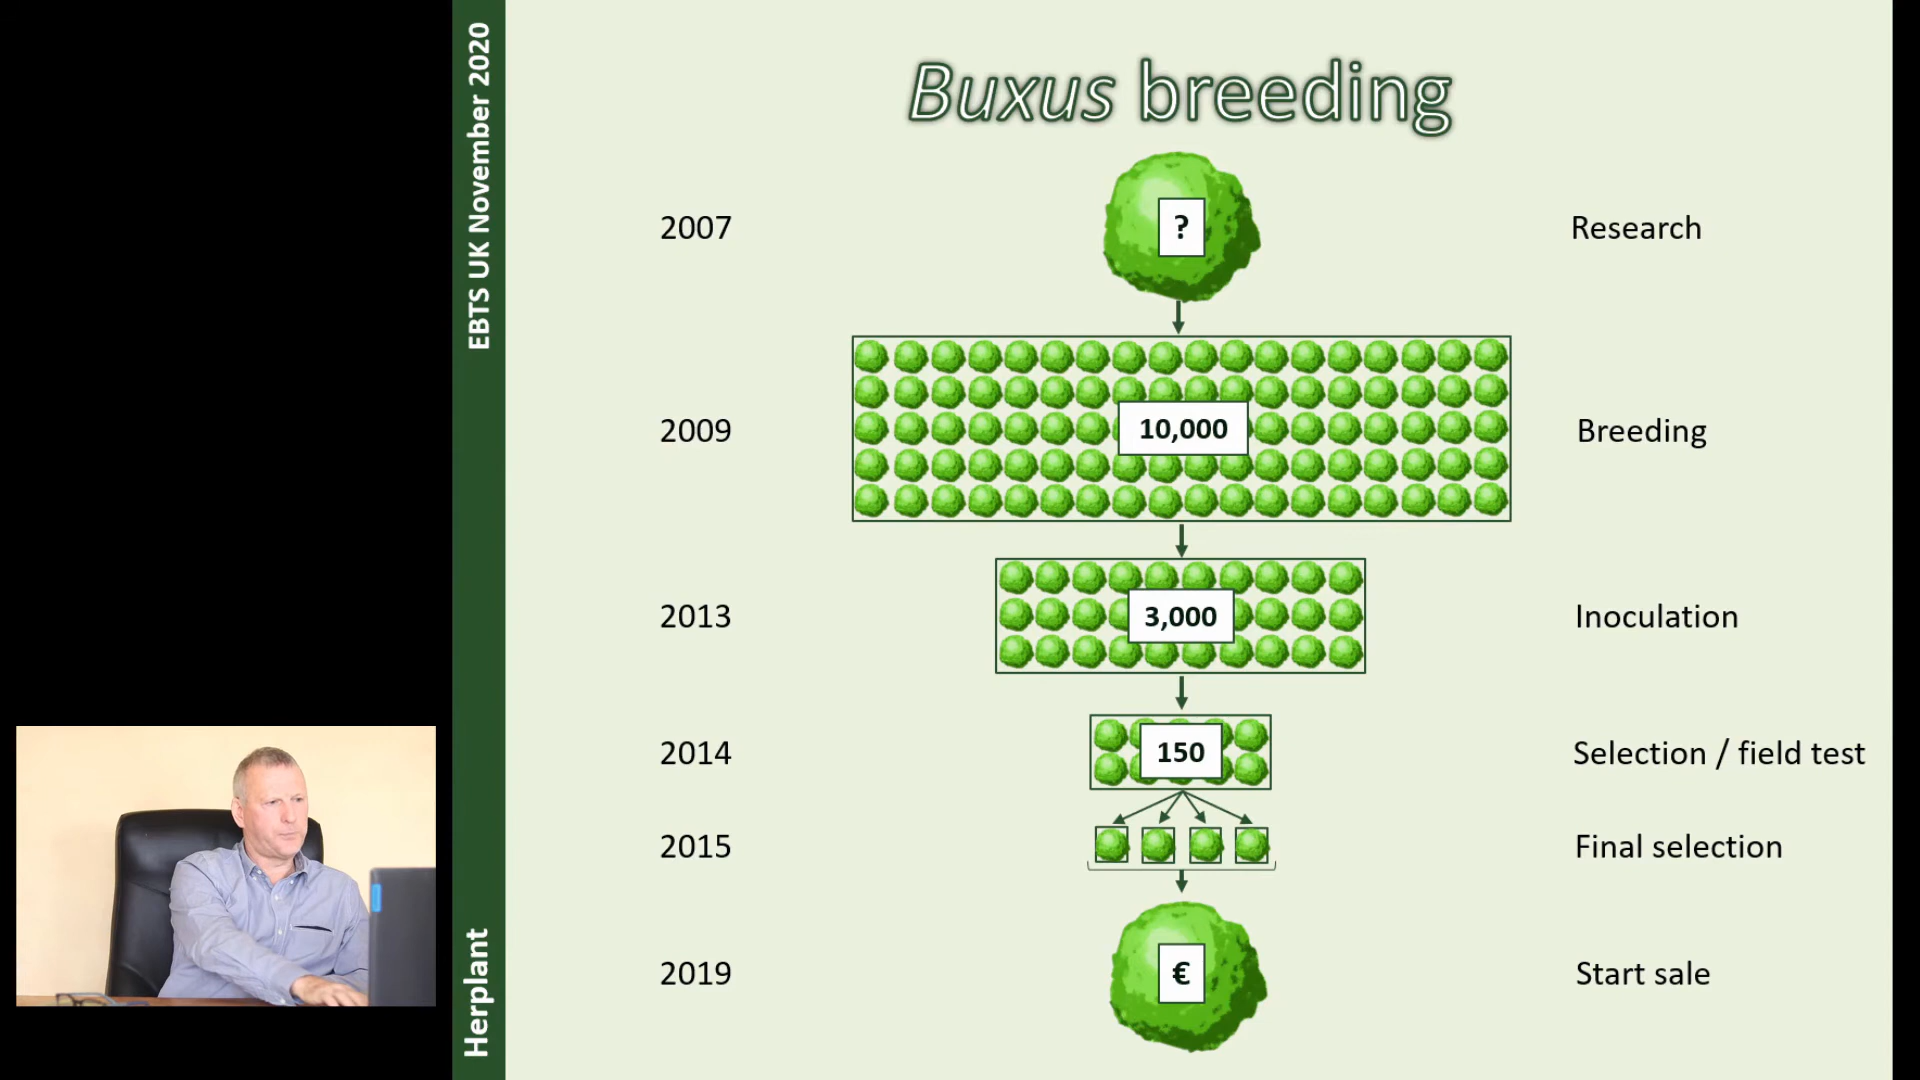 EBTS UK November 2020
Herplant
Buxus breeding
2007 ? Research
2009 10,000 Breeding
2013 3,000 Inoculation
2014 150 Selection / field test
2015 Final selection
2019 € Start sale